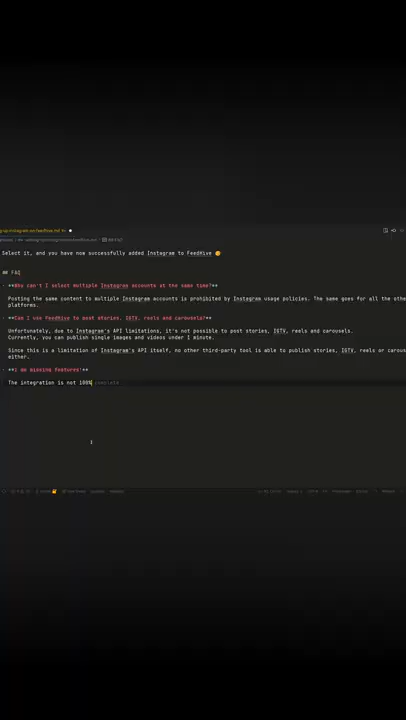 Select it, and you have now successfully added Instagram to FeedHive
## FAQ
- **Why can't I select multiple Instagram accounts at the same time?**
Posting the same content to multiple Instagram accounts is prohibited by Instagram usage policies. The same goes for all the othe
platforms.
- **Can I use FeedHive to post stories, IGTV, reels and carousels?**
Unfortunately, due to Instagram's API limitations, it's not possible to post stories, IGTV, reels and carousels.
Currently, you can publish single images and videos under 1 minute.
Since this is a limitation of Instagram's API itself, no other third-party tool is able to publish stories, IGTV, reels or carous
either.
- **I am missing features!**
The integration is not 100% complete